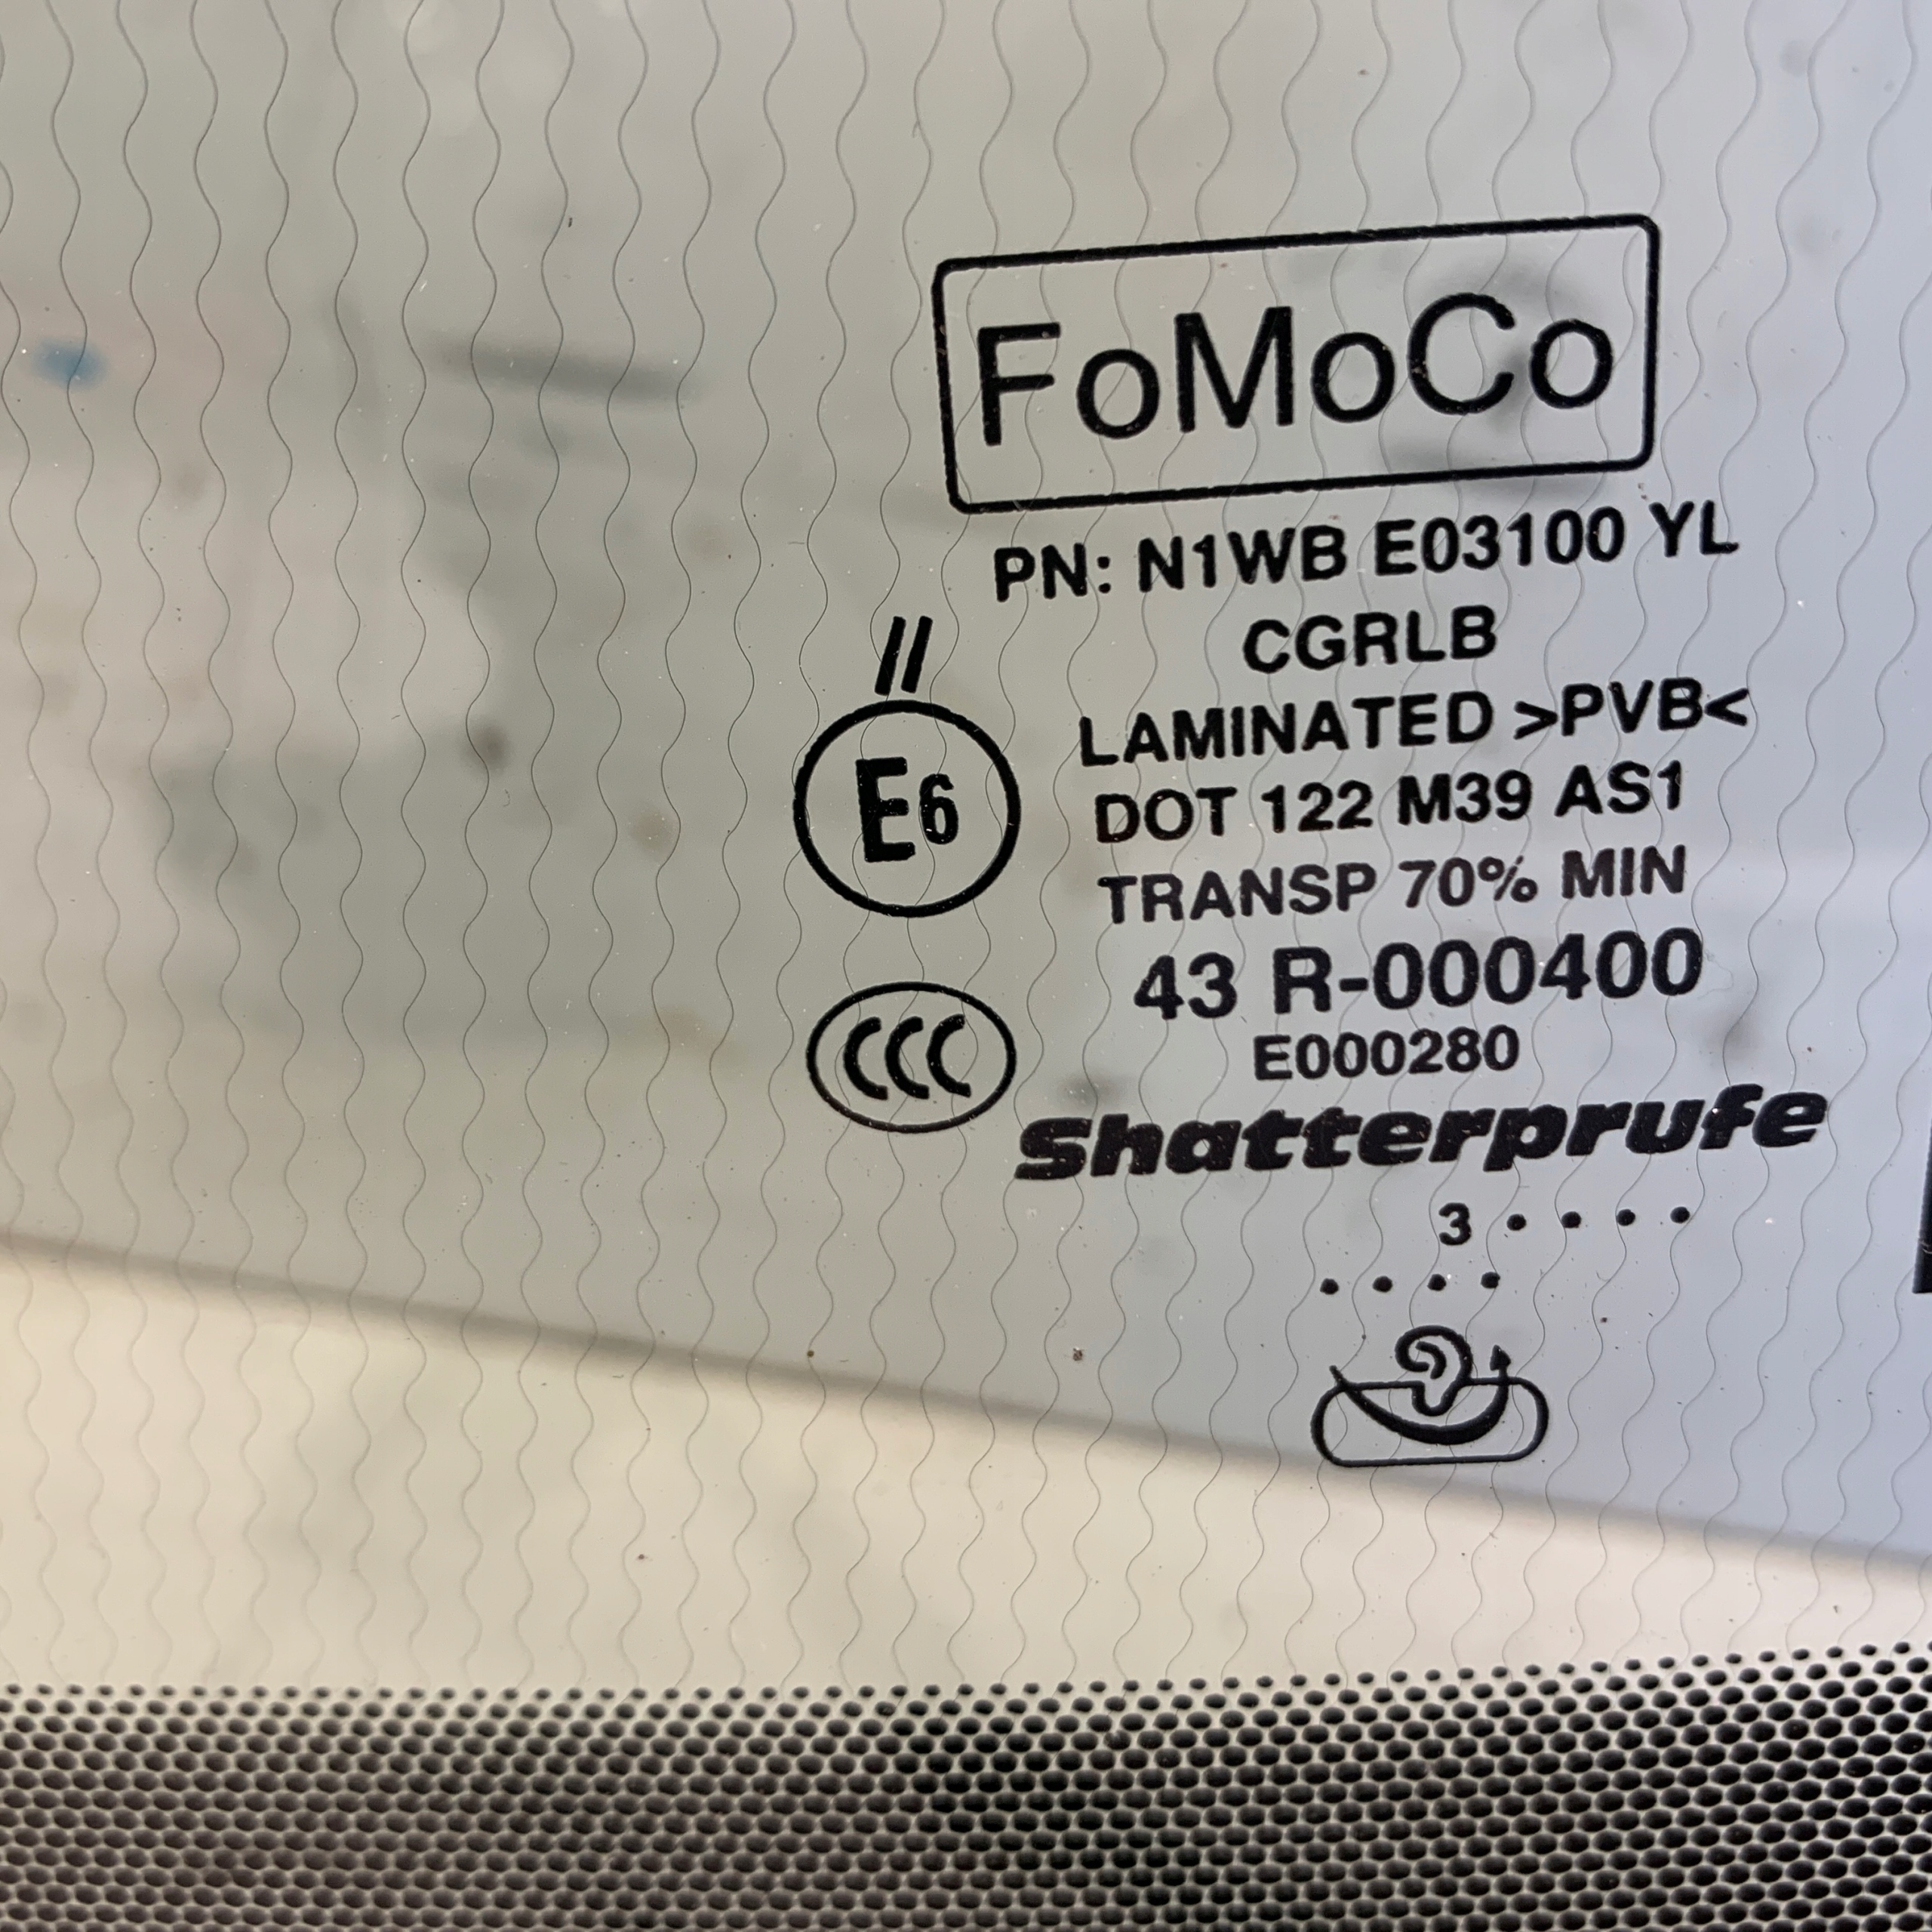 FoMoCo
PN: N1WB E03100 YL
CGRLB
//
LAMINATED >PVB<
E6
DOT 122 M39 AS1
TRANSP 70% MIN
43 R-000400
CCC
E000280
Shatterprufe
3 • • • •
• • • •